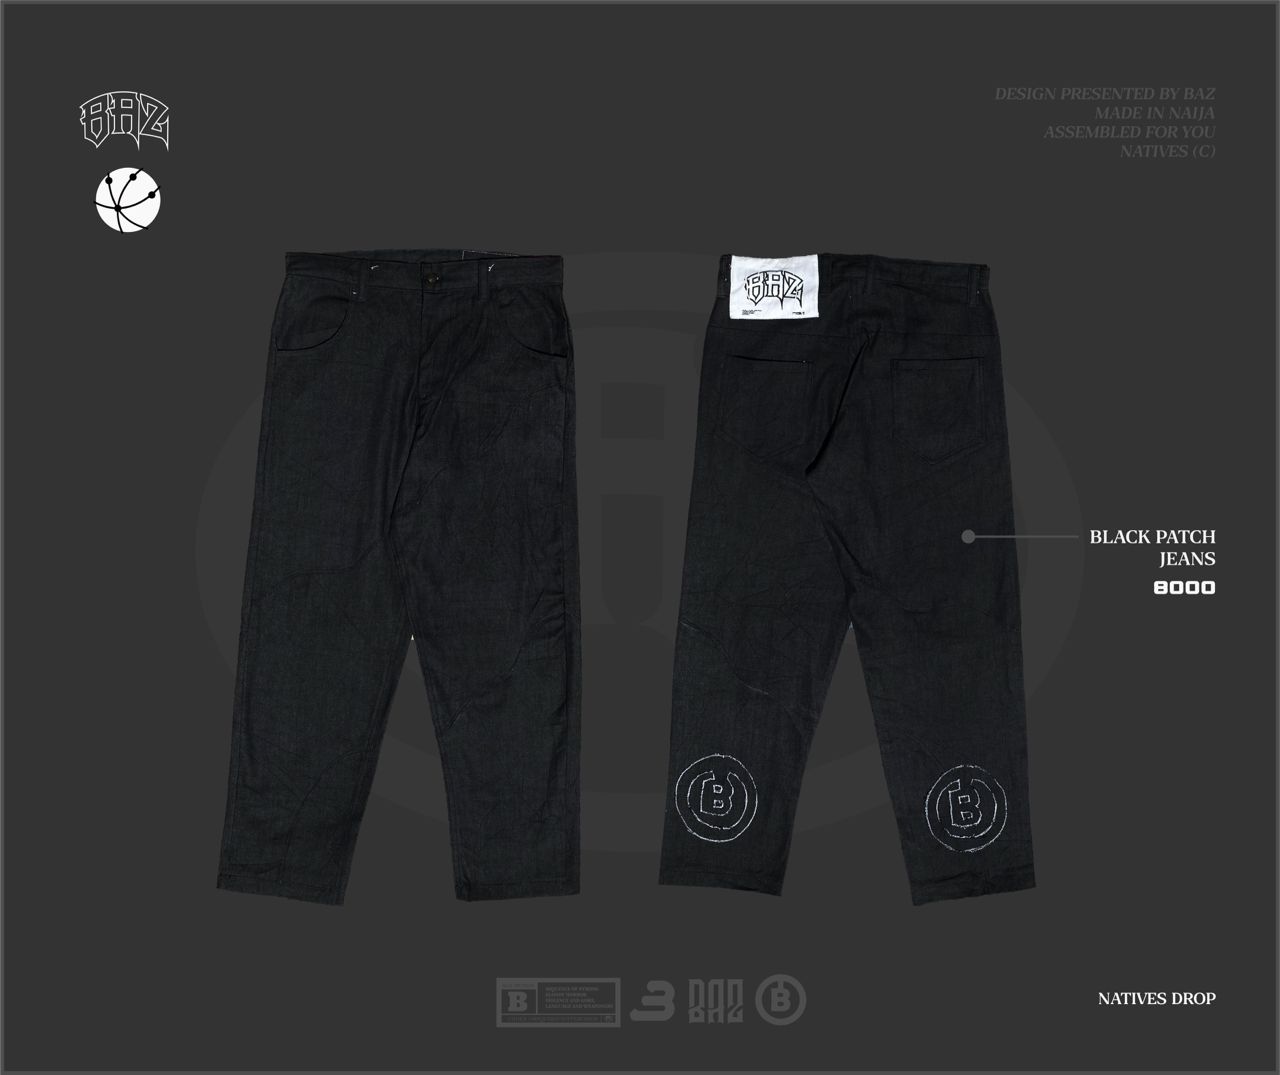 BAZ
DESIGN PRESENTED BY BAZ
MADE IN NAIJA
ASSEMBLED FOR YOU
NATIVES (C)
BAZ
BLACK PATCH
JEANS
8000
B
B
B
BAZ
B
NATIVES DROP